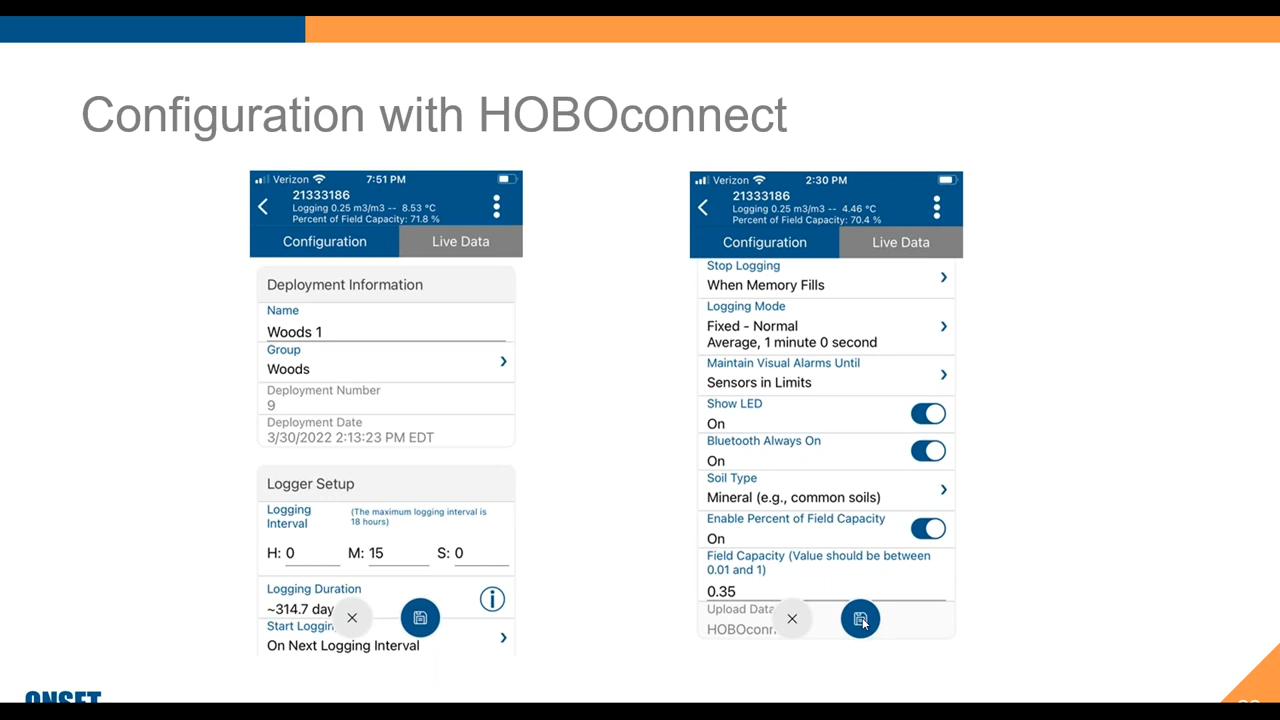 Configuration with HOBOconnect
Verizon 7:51 PM
21333186
Logging 0.25 m3/m3 -- 8.53 °C
Percent of Field Capacity: 71.8 %
Configuration Live Data
Deployment Information
Name
Woods 1
Group
Woods
Deployment Number
9
Deployment Date
3/30/2022 2:13:23 PM EDT
Logger Setup
Logging (The maximum logging interval is
Interval 18 hours)
H: 0 M: 15 S: 0
Logging Duration
~314.7 day
Start Loggin
On Next Logging Interval
Verizon 2:30 PM
21333186
Logging 0.25 m3/m3 -- 4.46 °C
Percent of Field Capacity: 70.4 %
Configuration Live Data
Stop Logging
When Memory Fills
Logging Mode
Fixed - Normal
Average, 1 minute 0 second
Maintain Visual Alarms Until
Sensors in Limits
Show LED
On
Bluetooth Always On
On
Soil Type
Mineral (e.g., common soils)
Enable Percent of Field Capacity
On
Field Capacity (Value should be between
0.01 and 1)
0.35
Upload Data
HOBOconn
ONSET